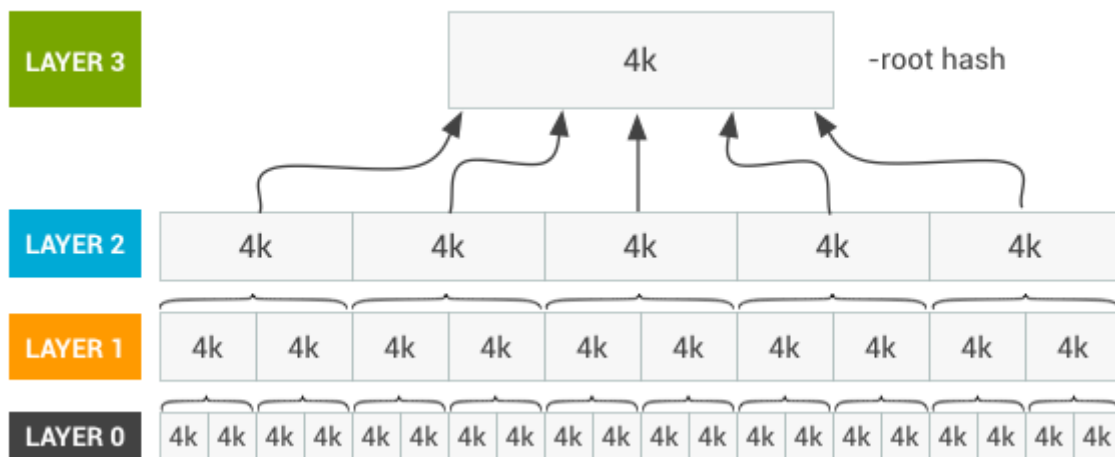 LAYER 3 4k -root hash
LAYER 2 4k 4k 4k 4k 4k
LAYER 1 4k 4k 4k 4k 4k 4k 4k 4k 4k 4k
LAYER 0 4k 4k 4k 4k 4k 4k 4k 4k 4k 4k 4k 4k 4k 4k 4k 4k 4k 4k 4k 4k